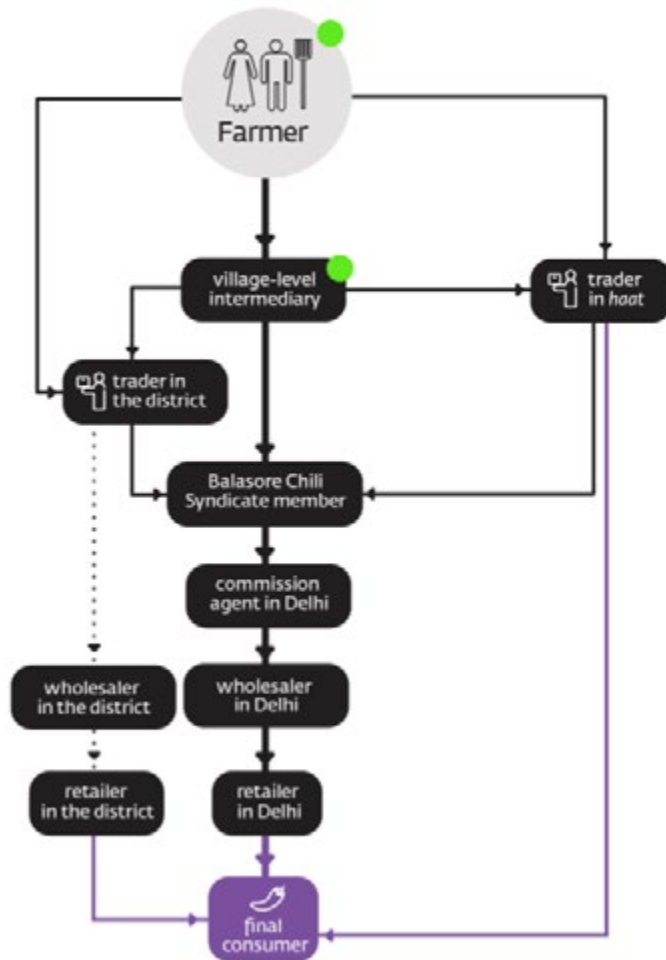 Farmer
village-level
intermediary
trader
in haat
trader in
the district
Balasore Chili
Syndicate member
commission
agent in Delhi
wholesaler
in the district
wholesaler
in Delhi
retailer
in the district
retailer
in Delhi
final
consumer